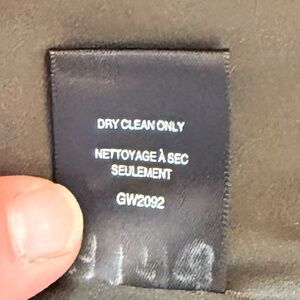 DRY CLEAN ONLY
NETTOYAGE À SEC
SEULEMENT
GW2092